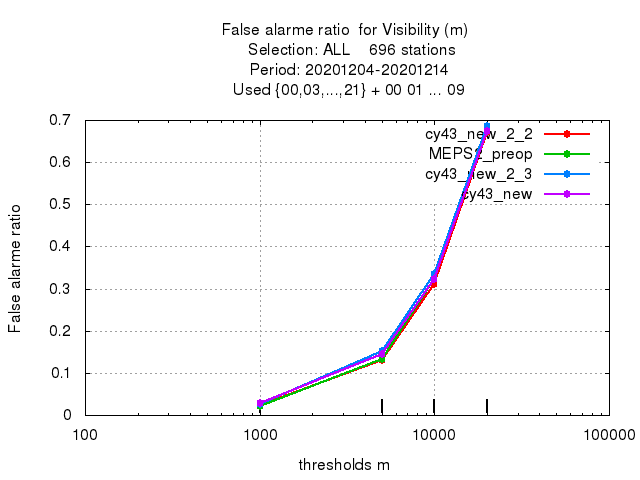 False alarme ratio  for Visibility (m)
Selection: ALL    696 stations
Period: 20201204-20201214
Used {00,03,...,21} + 00 01 ... 09
0.7
0.6
0.5
0.4
0.3
0.2
0.1
0
False alarme ratio
cy43_new_2_2
MEPS2_preop
cy43_new_2_3
cy43_new
100
1000
10000
100000
thresholds m